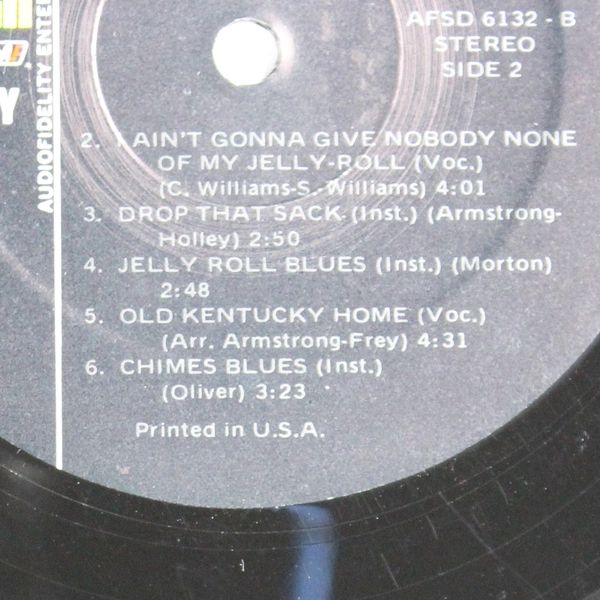 AFSD 6132 - B
STEREO
SIDE 2
2. I AIN'T GONNA GIVE NOBODY NONE
OF MY JELLY-ROLL (Voc.)
(C. Williams-S. Williams) 4:01
3. DROP THAT SACK (Inst.) (Armstrong-
Holley) 2:50
4. JELLY ROLL BLUES (Inst.) (Morton)
2:48
5. OLD KENTUCKY HOME (Voc.)
(Arr. Armstrong-Frey) 4:31
6. CHIMES BLUES (Inst.)
(Oliver) 3:23
Printed in U.S.A.
AUDIOFIDELITY